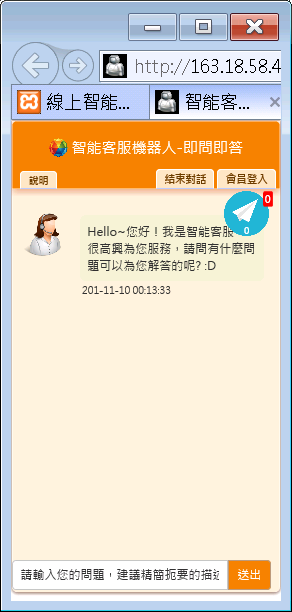 http://163.18.58.4
線上智能...
智能客...
智能客服機器人-即問即答
說明
結束對話
會員登入
0
0
Hello~您好！我是智能客服
很高興為您服務，請問有什麼問
題可以為您解答的呢? :D
201-11-10 00:13:33
請輸入您的問題，建議精簡扼要的描述
送出